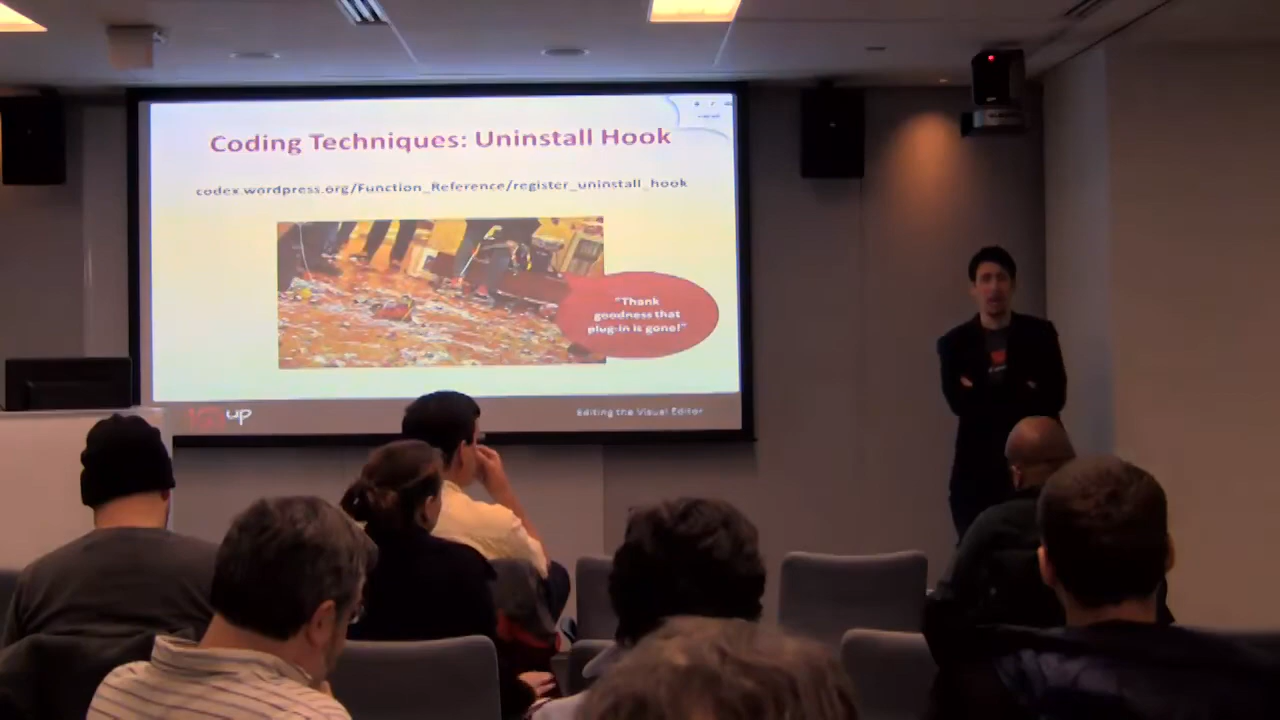 Coding Techniques: Uninstall Hook
codex.wordpress.org/Function_Reference/register_uninstall_hook
"Thank
goodness that
plug-in is gone!"
10up
Editing the Visual Editor